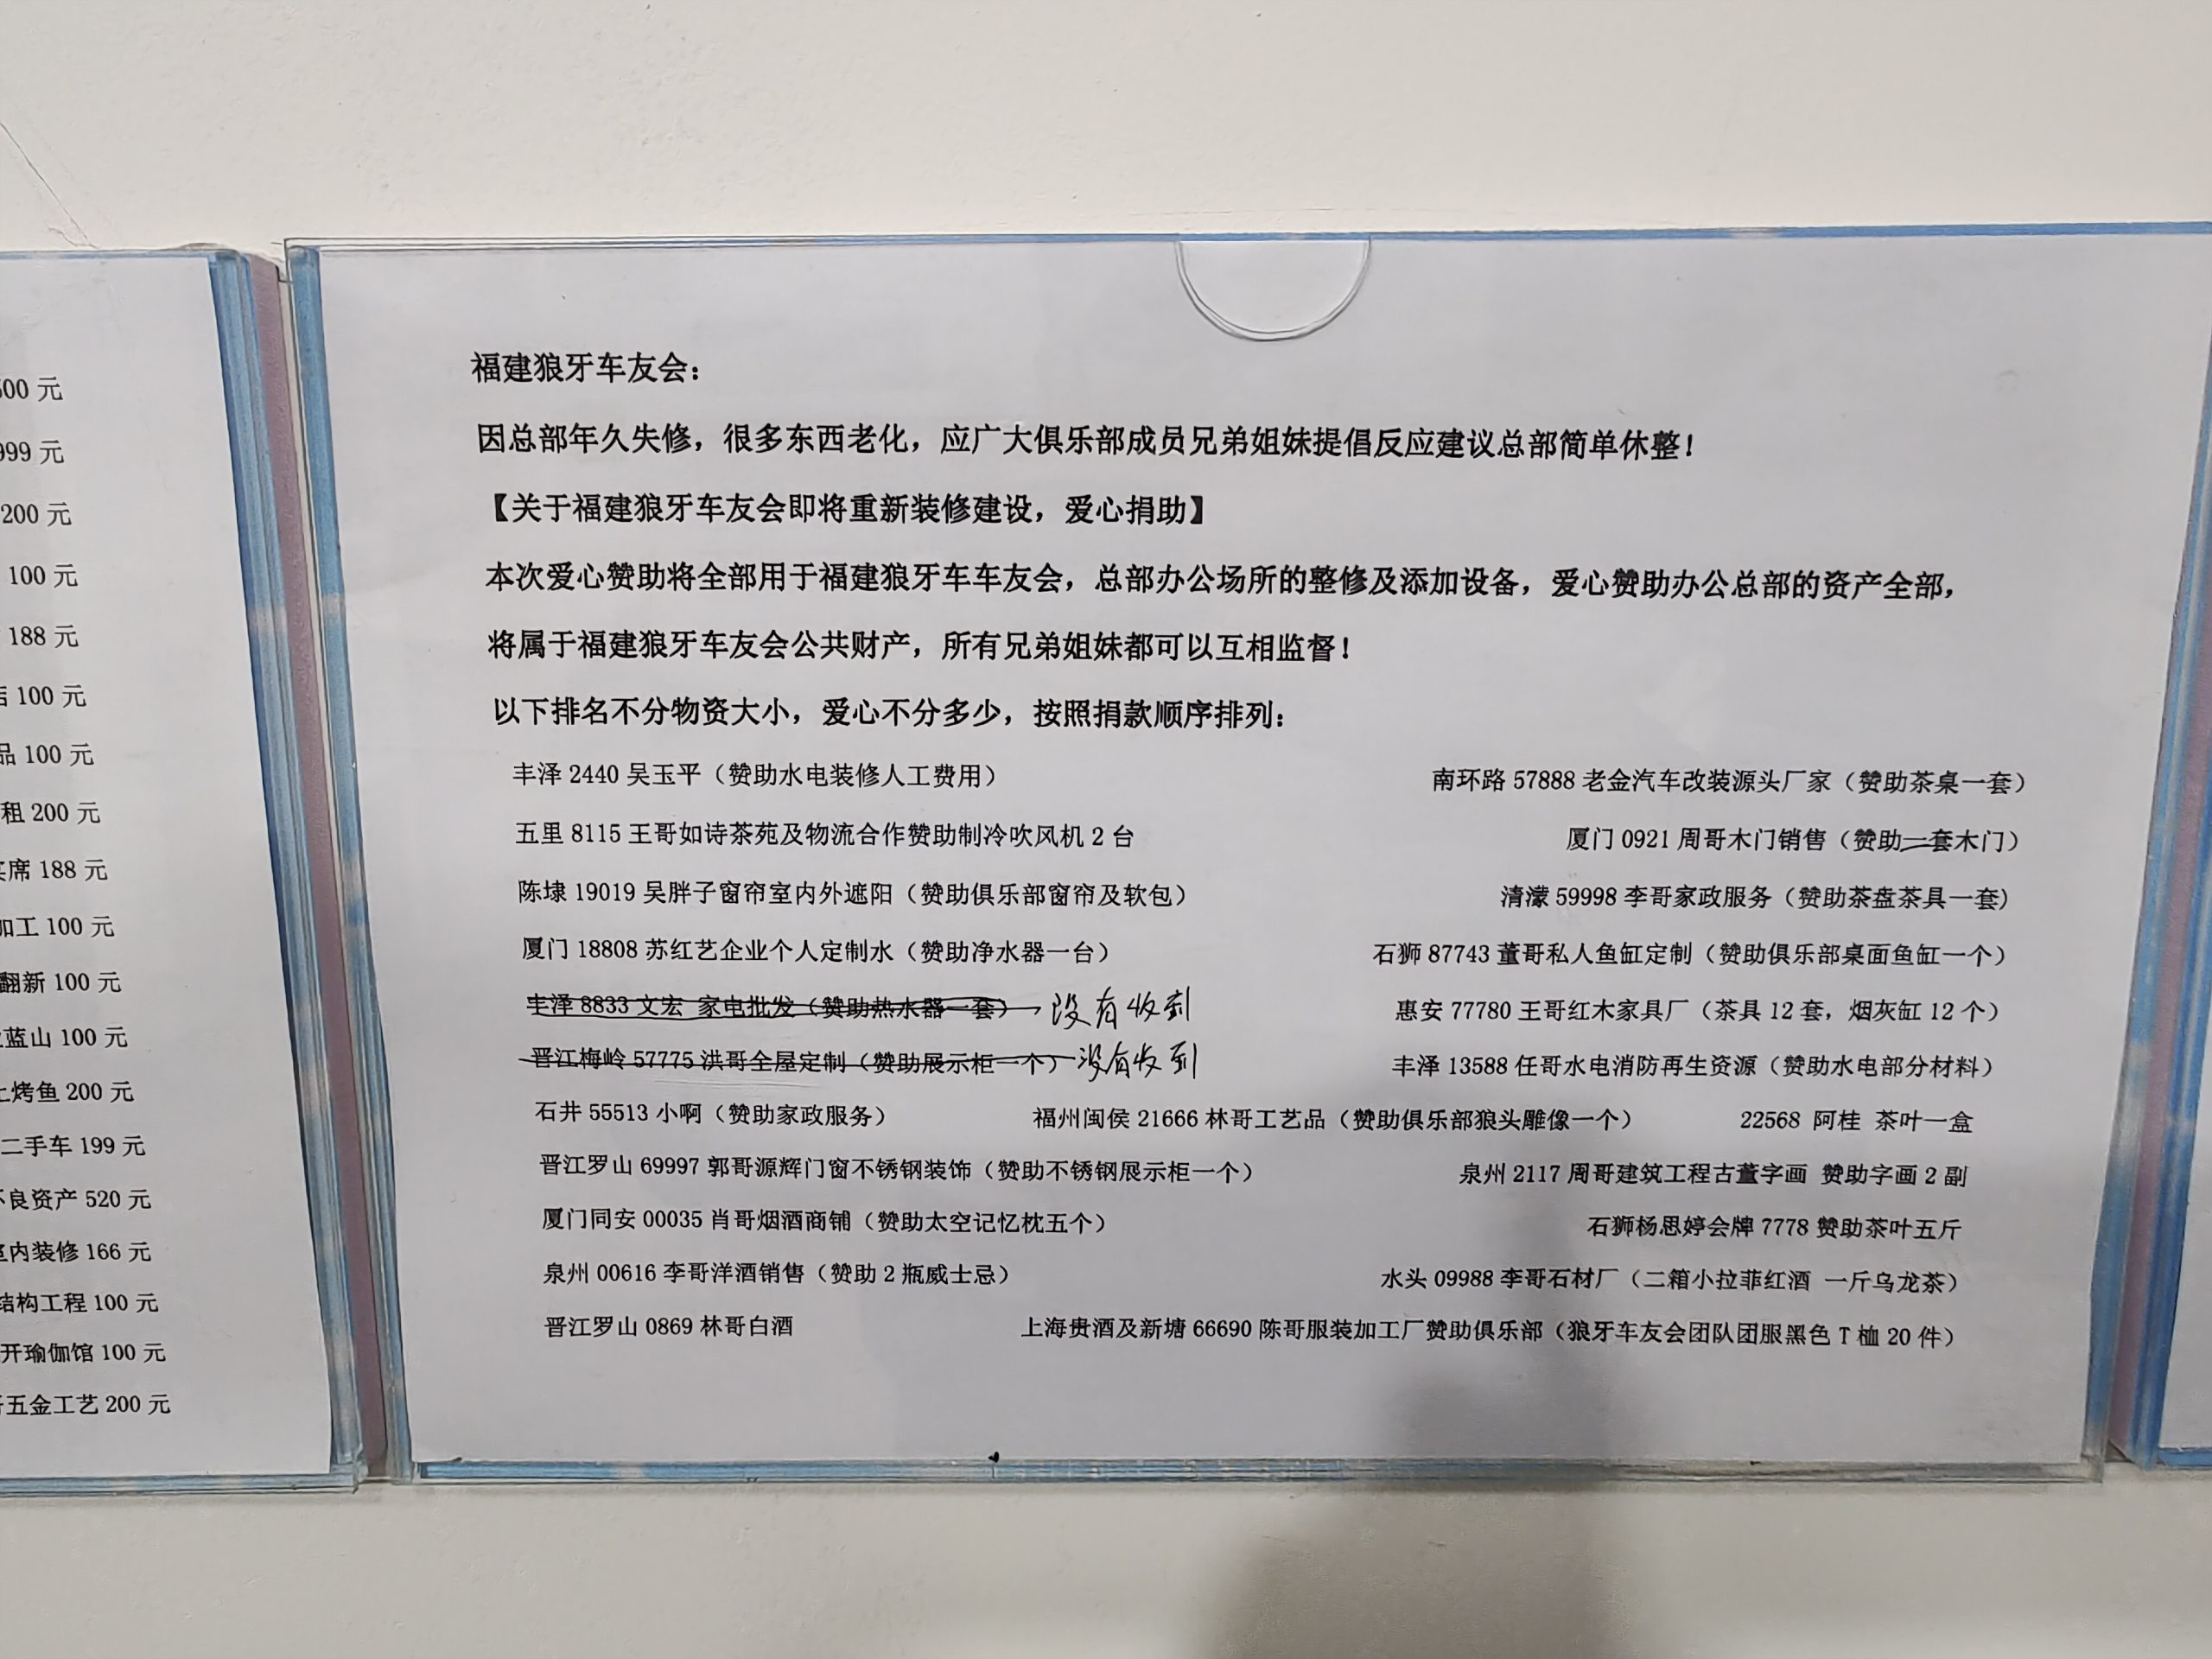 500 元
999 元
200 元
100 元
188 元
店 100 元
品 100 元
租 200 元
席 188 元
加工 100 元
翻新 100 元
蓝山 100 元
烤鱼 200 元
二手车 199 元
不良资产 520 元
室内装修 166 元
结构工程 100 元
开瑜伽馆 100 元
五金工艺 200 元
福建狼牙车友会：
因总部年久失修，很多东西老化，应广大俱乐部成员兄弟姐妹提倡反应建议总部简单休整！
【关于福建狼牙车友会即将重新装修建设，爱心捐助】
本次爱心赞助将全部用于福建狼牙车车友会，总部办公场所的整修及添加设备，爱心赞助办公总部的资产全部，
将属于福建狼牙车友会公共财产，所有兄弟姐妹都可以互相监督！
以下排名不分物资大小，爱心不分多少，按照捐款顺序排列：
丰泽 2440 吴玉平（赞助水电装修人工费用） 南环路 57888 老金汽车改装源头厂家（赞助茶桌一套）
五里 8115 王哥如诗茶苑及物流合作赞助制冷吹风机 2 台 厦门 0921 周哥木门销售（赞助二套木门）
陈埭 19019 吴胖子窗帘室内外遮阳（赞助俱乐部窗帘及软包） 清濛 59998 李哥家政服务（赞助茶盘茶具一套）
厦门 18808 苏红艺企业个人定制水（赞助净水器一台） 石狮 87743 董哥私人鱼缸定制（赞助俱乐部桌面鱼缸一个）
丰泽 8833 文宏 家电批发（赞助热水器一套） 没有收到 惠安 77780 王哥红木家具厂（茶具 12 套，烟灰缸 12 个）
晋江梅岭 57775 洪哥全屋定制（赞助展示柜一个） 没有收到 丰泽 13588 任哥水电消防再生资源（赞助水电部分材料）
石井 55513 小啊（赞助家政服务） 福州闽侯 21666 林哥工艺品（赞助俱乐部狼头雕像一个） 22568 阿桂 茶叶一盒
晋江罗山 69997 郭哥源辉门窗不锈钢装饰（赞助不锈钢展示柜一个） 泉州 2117 周哥建筑工程古董字画 赞助字画 2 副
厦门同安 00035 肖哥烟酒商铺（赞助太空记忆枕五个） 石狮杨思婷会牌 7778 赞助茶叶五斤
泉州 00616 李哥洋酒销售（赞助 2 瓶威士忌） 水头 09988 李哥石材厂（二箱小拉菲红酒 一斤乌龙茶）
晋江罗山 0869 林哥白酒 上海贵酒及新塘 66690 陈哥服装加工厂赞助俱乐部（狼牙车友会团队团服黑色 T 桖 20 件）